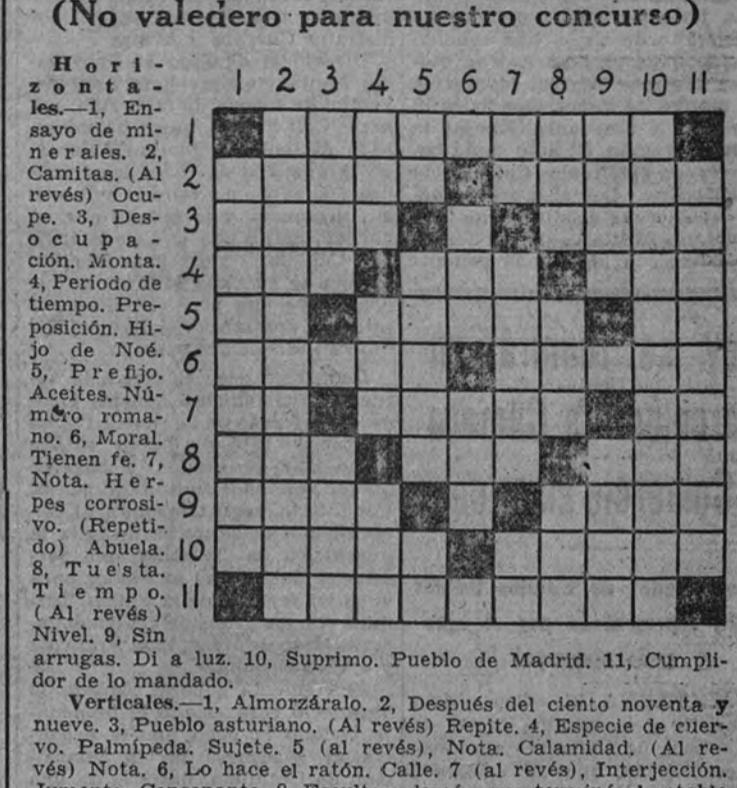 (No valedero para nuestro concurso)
Hori-
zonta-
les.—1, En-
sayo de mi-
nerales. 2,
Camitas. (Al
revés) Ocu-
pe. 3, Des-
ocupa-
ción. Monta.
4, Periodo de
tiempo. Pre-
posición. Hi-
jo de Noé.
5, Prefijo.
Aceites. Nú-
mero roma-
no. 6, Moral.
Tienen fe. 7,
Nota. Her-
pes corrosi-
vo. (Repeti-
do) Abuela.
8, Tuesta.
Tiempo.
(Al revés)
Nivel. 9, Sin
arrugas. Di a luz. 10, Suprimo. Pueblo de Madrid. 11, Cumpli-
dor de lo mandado.
1 2 3 4 5 6 7 8 9 10 11
1
2
3
4
5
6
7
8
9
10
11
Verticales.—1, Almorzáralo. 2, Después del ciento noventa y
nueve. 3, Pueblo asturiano. (Al revés) Repite. 4, Especie de cuer-
vo. Palmípeda. Sujete. 5 (al revés), Nota. Calamidad. (Al re-
vés) Nota. 6, Lo hace el ratón. Calle. 7 (al revés), Interjección.